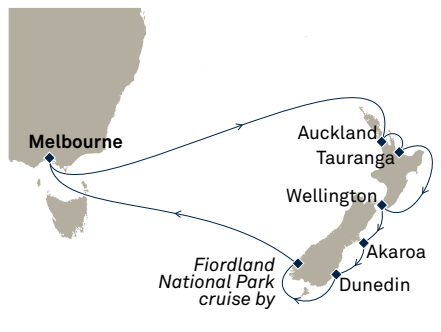 Melbourne
Auckland
Tauranga
Wellington
Akaroa
Fiordland
National Park
cruise by
Dunedin